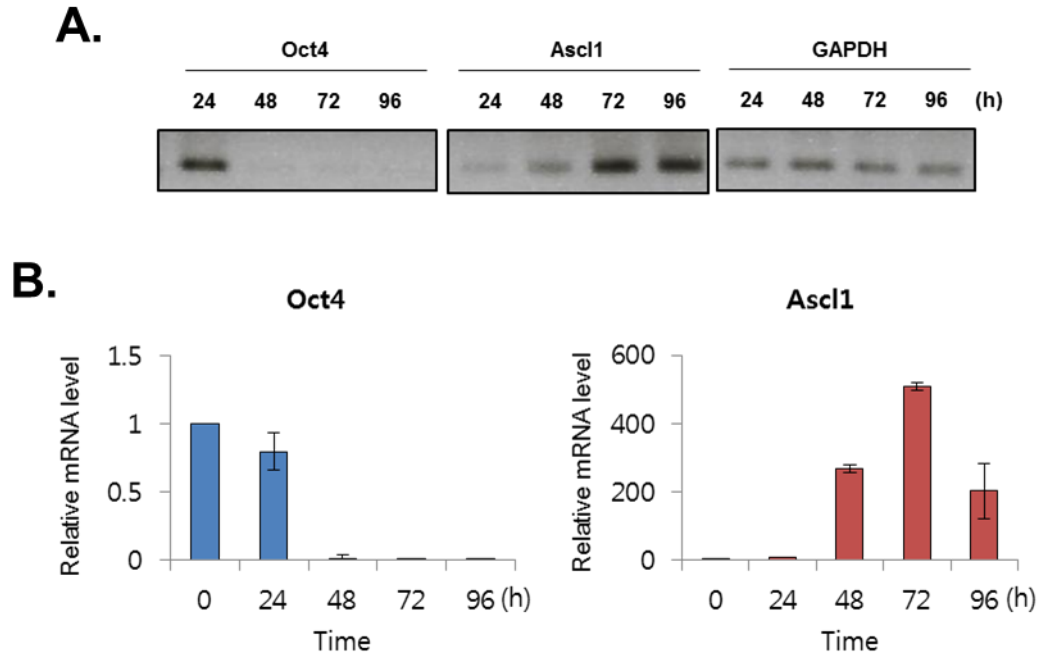 A.
Oct4 Ascl1 GAPDH
24 48 72 96 24 48 72 96 24 48 72 96 (h)
B.
Oct4 Ascl1
Relative mRNA level
1.5
1
0.5
0
0 24 48 72 96 (h)
Time
Relative mRNA level
600
400
200
0
0 24 48 72 96 (h)
Time